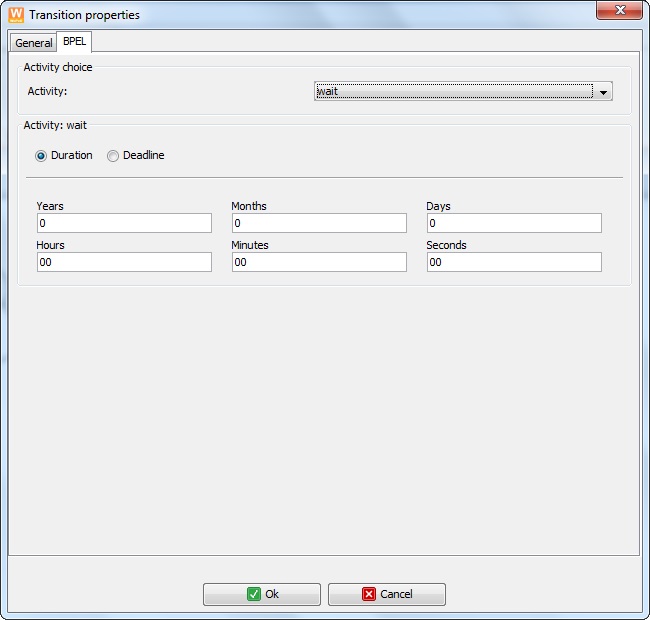 Transition properties
General BPEL
Activity choice
Activity: wait
Activity: wait
Duration Deadline
Years Months Days
0 0 0
Hours Minutes Seconds
00 00 00
Ok Cancel